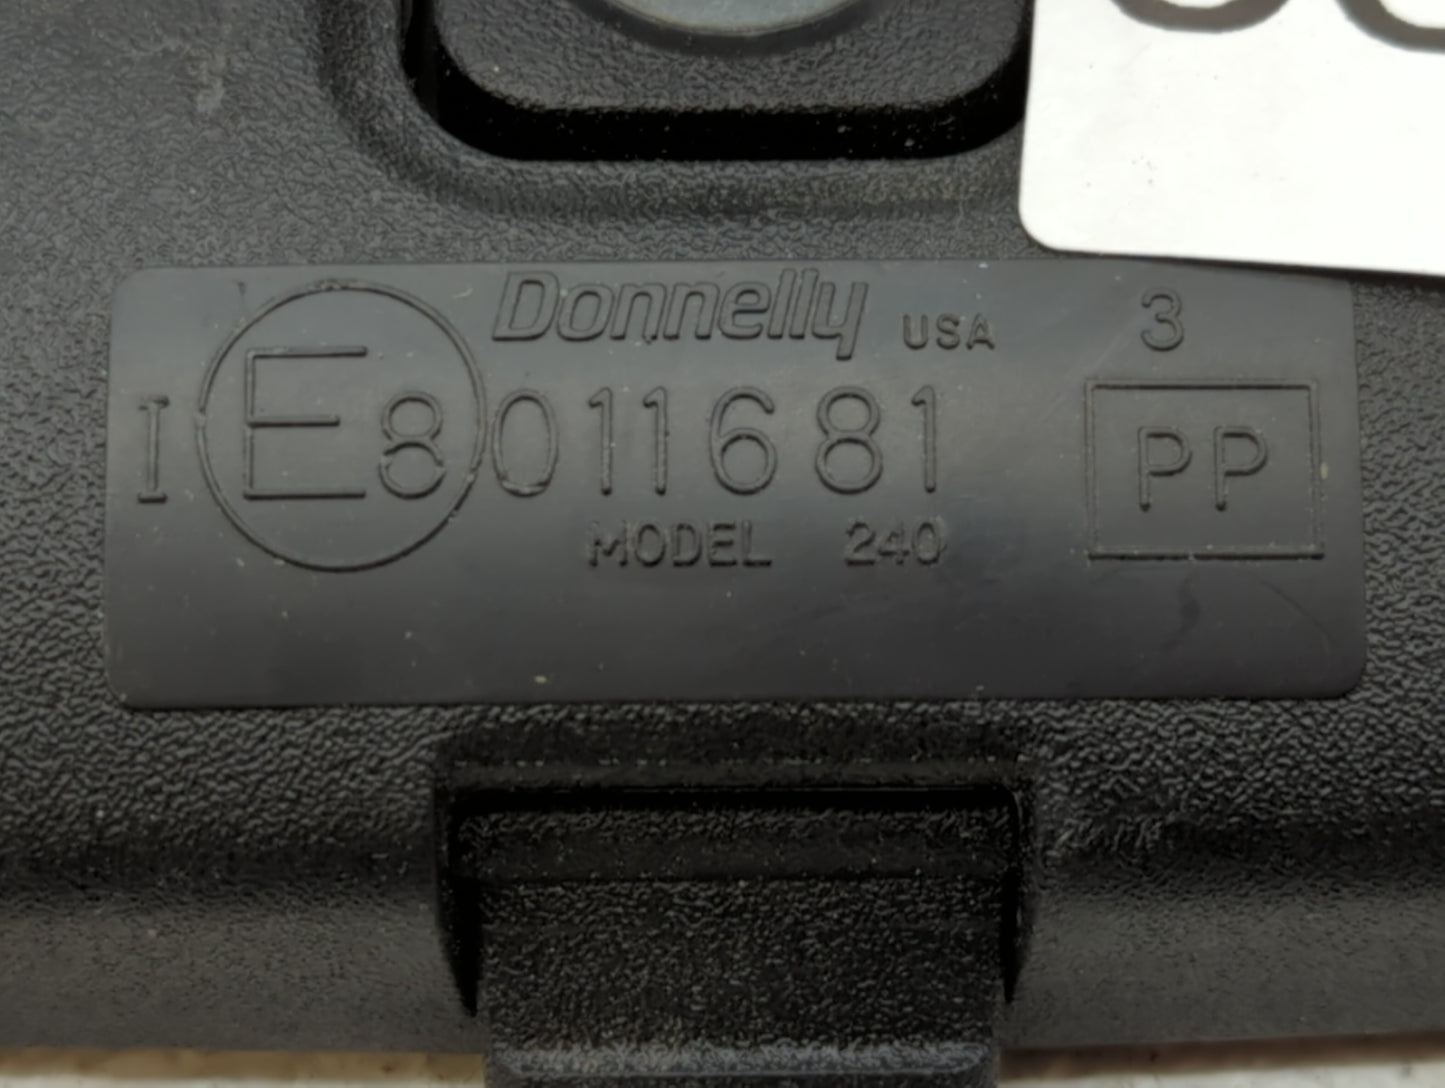 Donnelly USA 3
I E8 011681 PP
MODEL 240